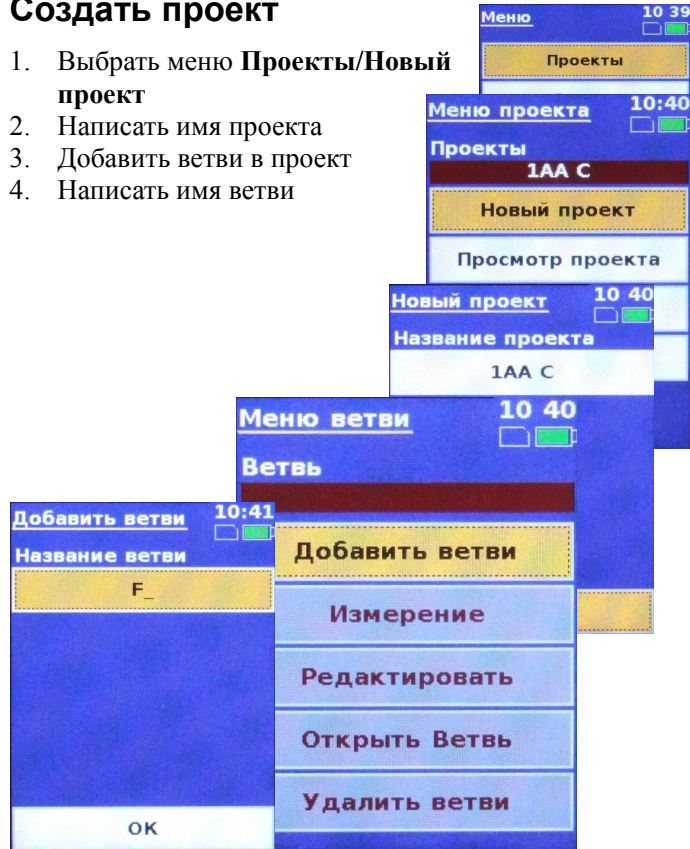 Создать проект
1. Выбрать меню Проекты/Новый
проект
2. Написать имя проекта
3. Добавить ветви в проект
4. Написать имя ветви
Меню 10 39
Проекты
Меню проекта 10:40
Проекты
1AA C
Новый проект
Просмотр проекта
Новый проект 10 40
Название проекта
1AA C
Меню ветви 10 40
Ветвь
Добавить ветви
Измерение
Редактировать
Открыть Ветвь
Удалить ветви
Добавить ветви 10:41
Название ветви
F_
OK